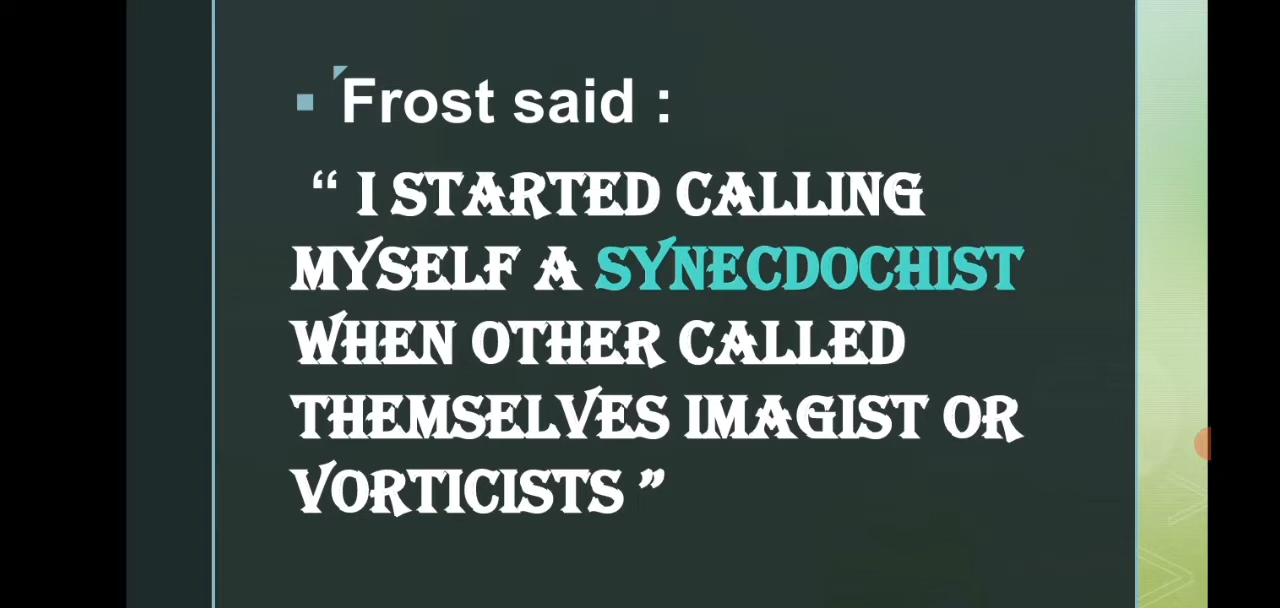 Frost said :
“ I STARTED CALLING
MYSELF A SYNECDOCHIST
WHEN OTHER CALLED
THEMSELVES IMAGIST OR
VORTICISTS ”